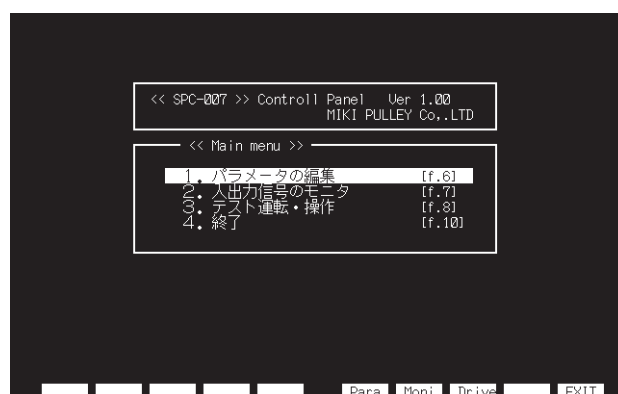 << SPC-007 >> Controll Panel Ver 1.00
MIKI PULLEY Co,.LTD
<< Main menu >>
1. パラメータの編集 [f.6]
2. 入出力信号のモニタ [f.7]
3. テスト運転・操作 [f.8]
4. 終了 [f.10]
Para Moni Drive EXIT